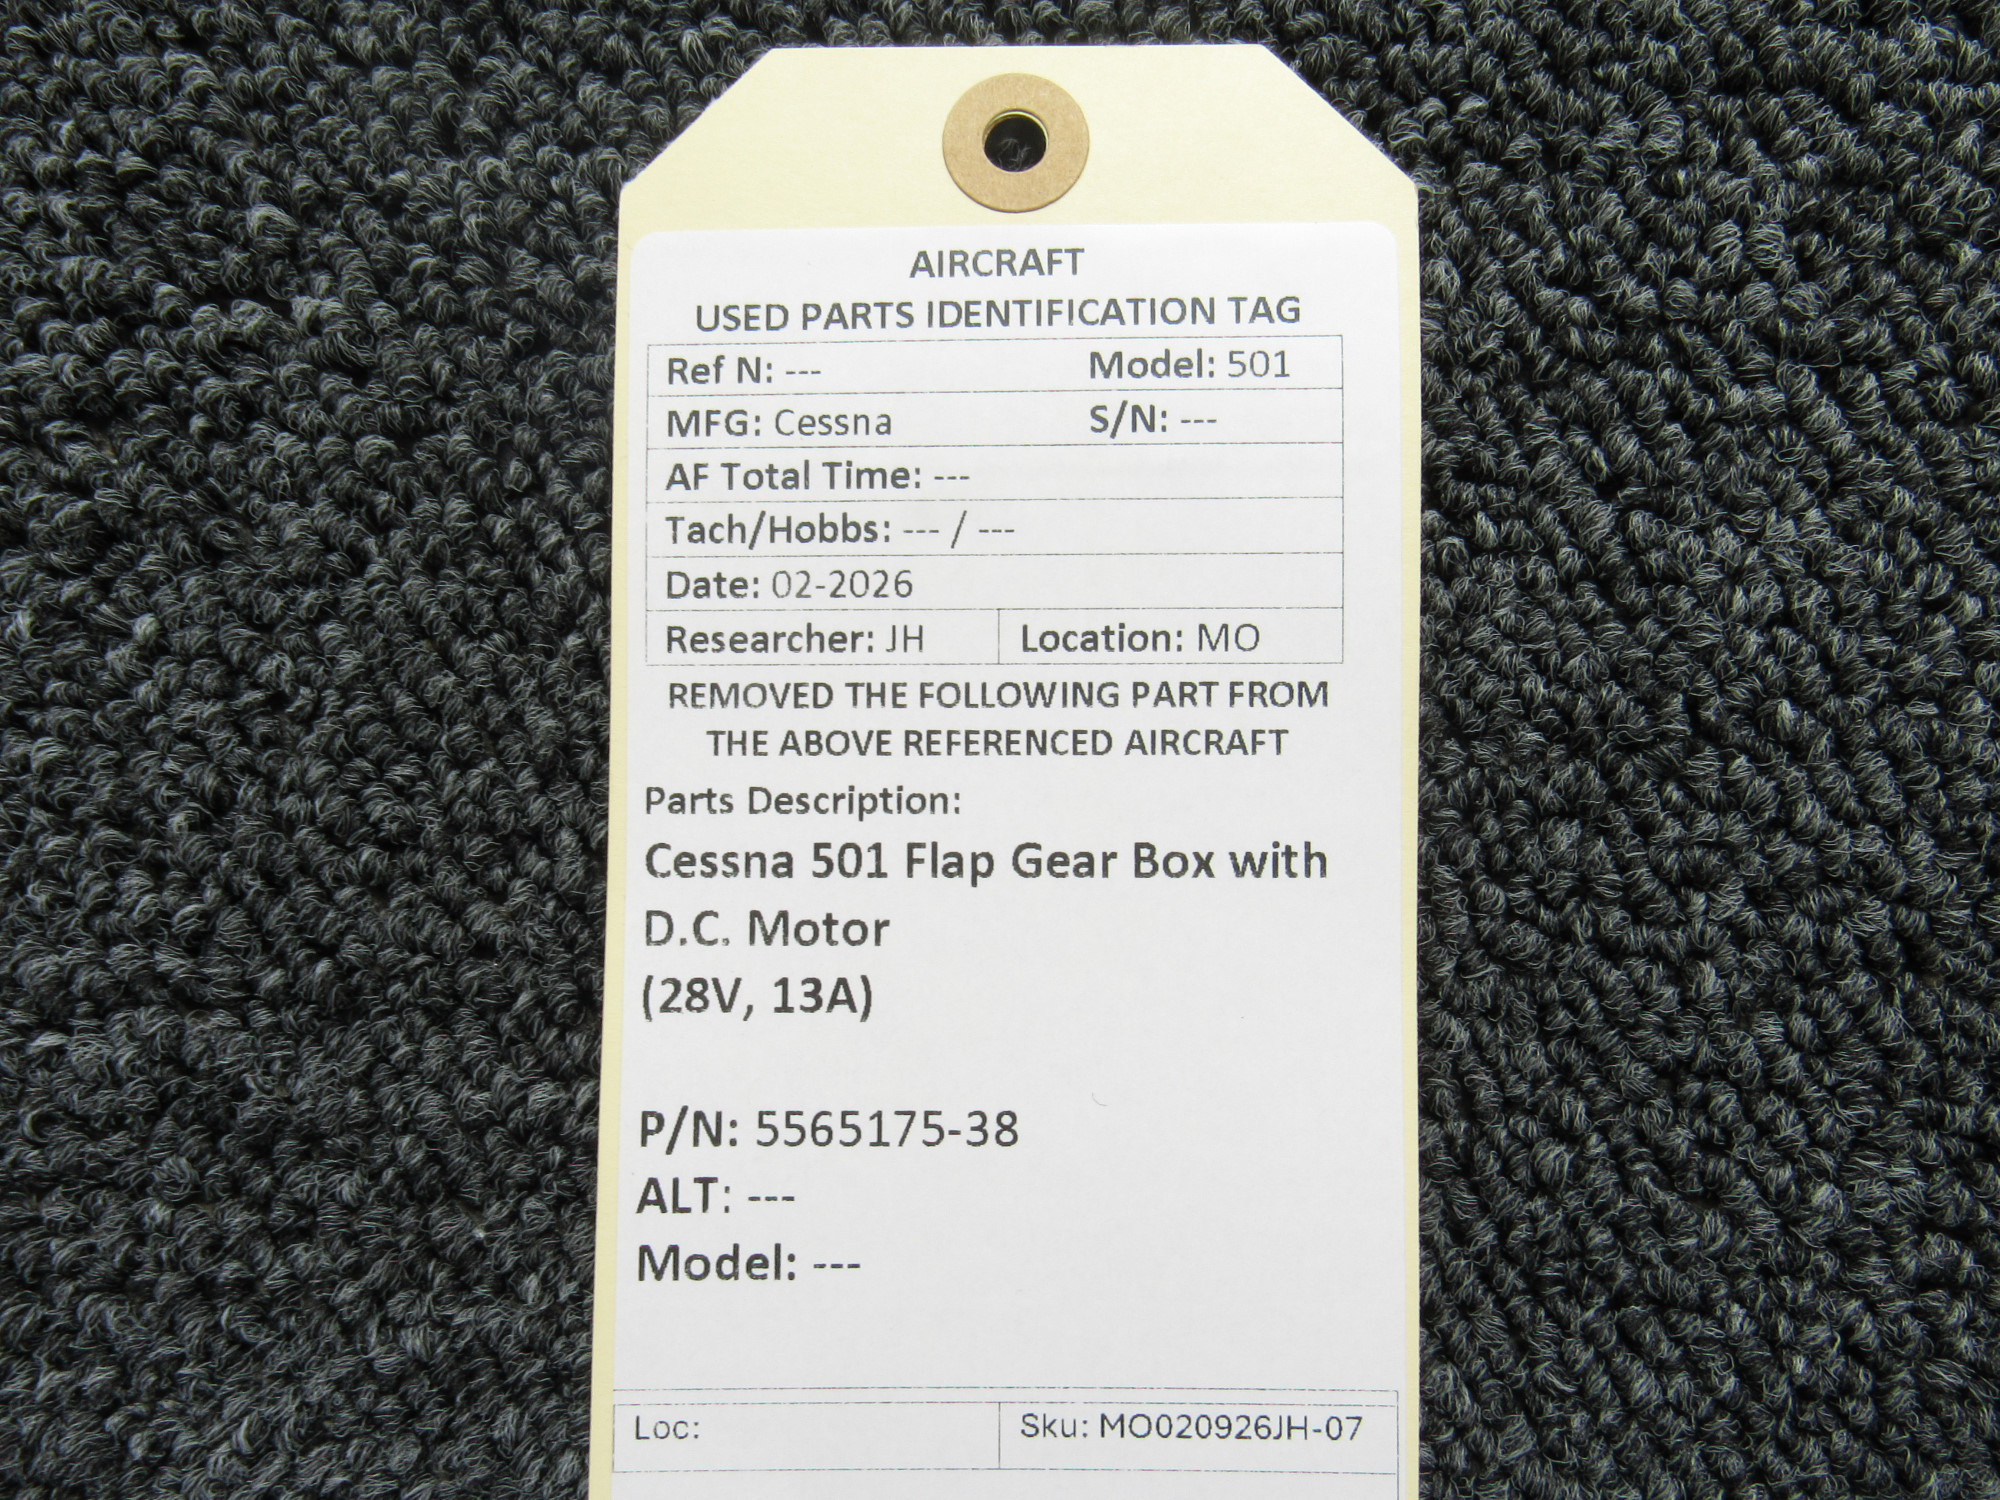 AIRCRAFT
USED PARTS IDENTIFICATION TAG
Ref N: --- Model: 501
MFG: Cessna S/N: ---
AF Total Time: ---
Tach/Hobbs: --- / ---
Date: 02-2026
Researcher: JH Location: MO
REMOVED THE FOLLOWING PART FROM
THE ABOVE REFERENCED AIRCRAFT
Parts Description:
Cessna 501 Flap Gear Box with
D.C. Motor
(28V, 13A)
P/N: 5565175-38
ALT: ---
Model: ---
Loc: Sku: MO020926JH-07